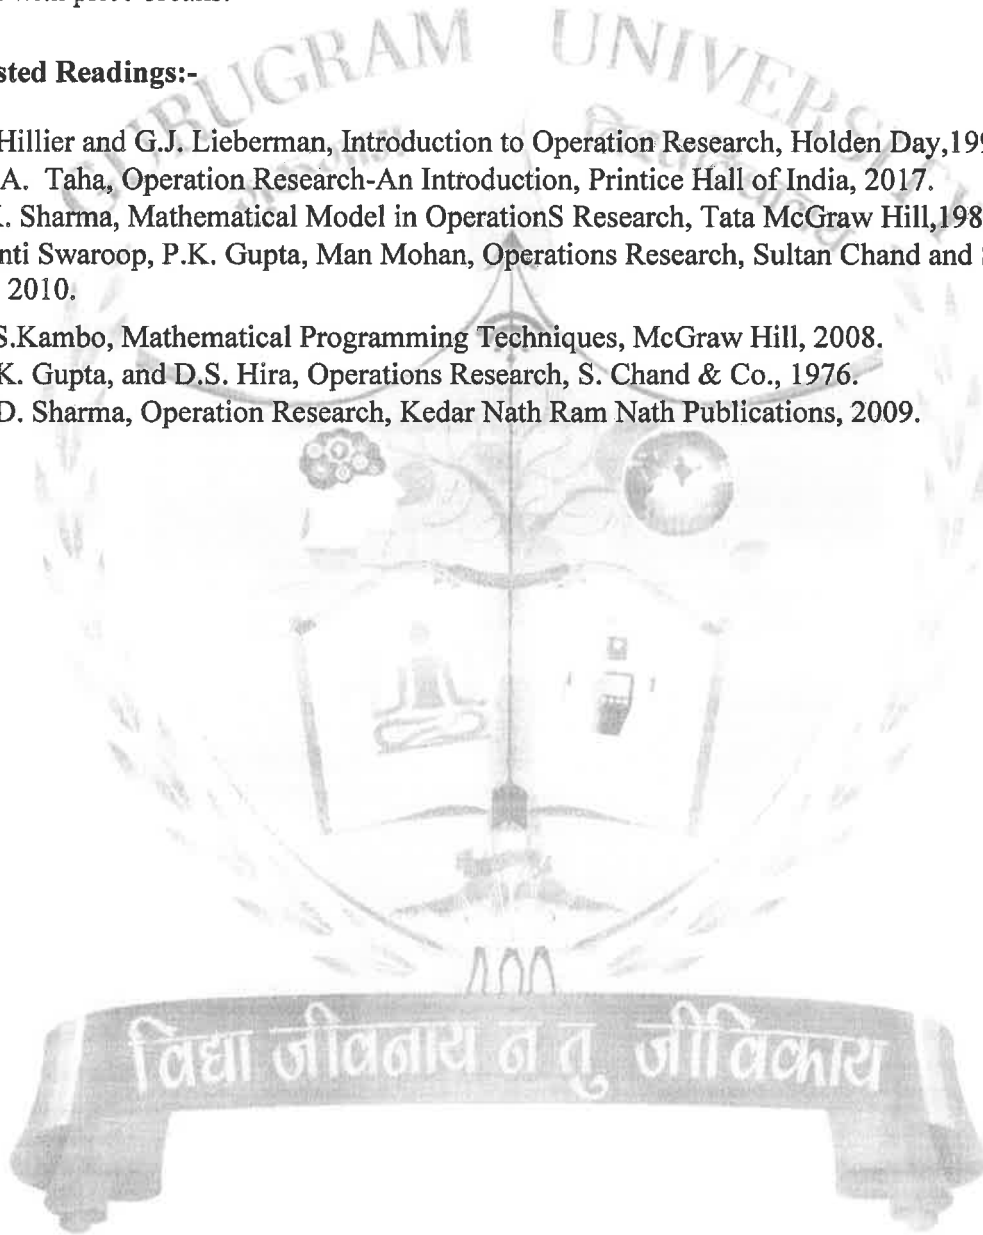 GURUGRAM UNIVERSITY
sted Readings:-
Hillier and G.J. Lieberman, Introduction to Operation Research, Holden Day,199
A. Taha, Operation Research-An Introduction, Printice Hall of India, 2017.
. Sharma, Mathematical Model in OperationS Research, Tata McGraw Hill,198
nti Swaroop, P.K. Gupta, Man Mohan, Operations Research, Sultan Chand and
2010.
S.Kambo, Mathematical Programming Techniques, McGraw Hill, 2008.
K. Gupta, and D.S. Hira, Operations Research, S. Chand & Co., 1976.
D. Sharma, Operation Research, Kedar Nath Ram Nath Publications, 2009.
विद्या जीवनाय न तु जीविकाय